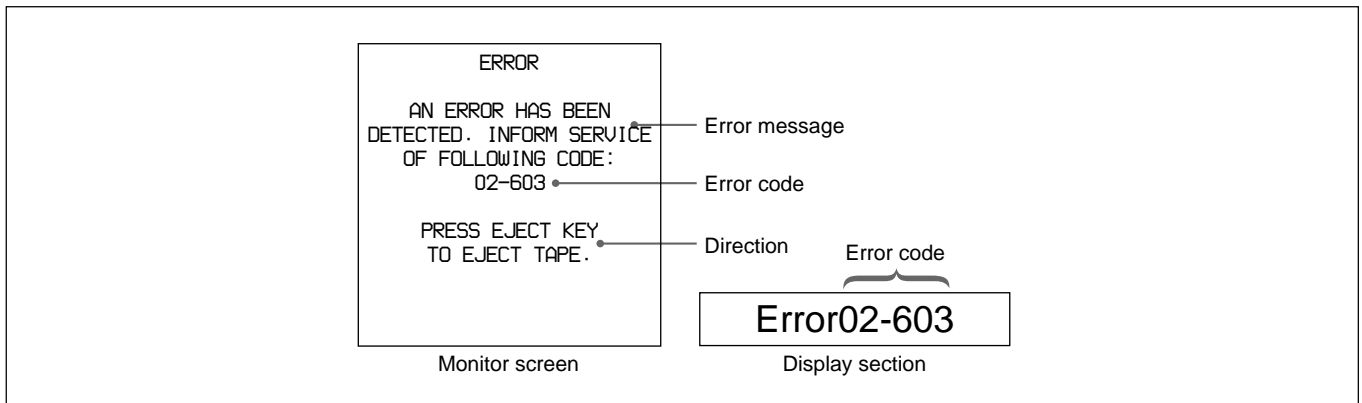 ERROR
AN ERROR HAS BEEN
DETECTED. INFORM SERVICE
OF FOLLOWING CODE:
02-603
PRESS EJECT KEY
TO EJECT TAPE.
Monitor screen
Error message
Error code
Direction
Error code
Error02-603
Display section